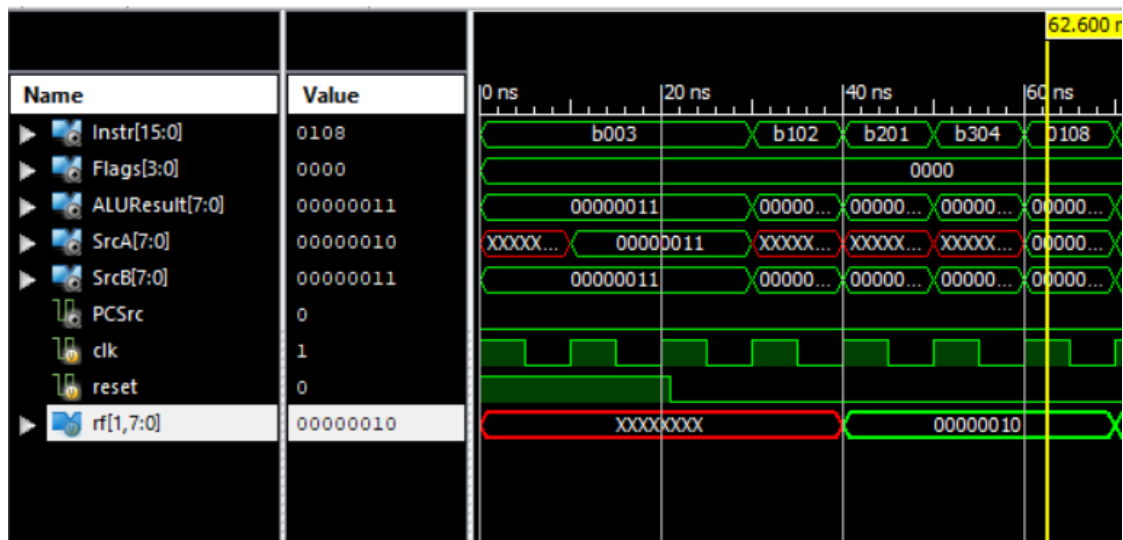 62.600 n
Name Value 0 ns 20 ns 40 ns 60 ns
Instr[15:0] 0108 b003 b102 b201 b304 0108
Flags[3:0] 0000 0000
ALUResult[7:0] 00000011 00000011 00000... 00000... 00000... 00000...
SrcA[7:0] 00000010 XXXXX... 00000011 XXXXX... XXXXX... XXXXX... 00000...
SrcB[7:0] 00000011 00000011 00000... 00000... 00000... 00000...
PCSrc 0
clk 1
reset 0
rf[1,7:0] 00000010 XXXXXXXX 00000010